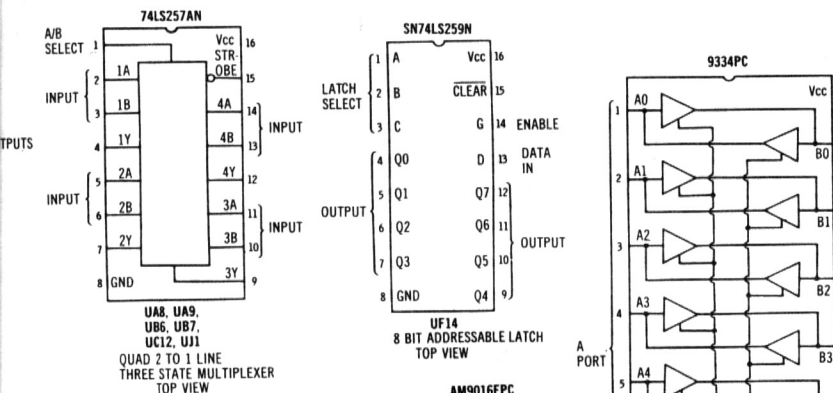 74LS257AN
A/B
SELECT 1
Vcc 16
STR-
OBE 15
INPUT
2 1A
3 1B
4 1Y
5 2A
INPUT
6 2B
7 2Y
8 GND
4A 14
INPUT
4B 13
4Y 12
3A 11
INPUT
3B 10
3Y 9
UA8, UA9,
UB6, UB7,
UC12, UJ1
QUAD 2 TO 1 LINE
THREE STATE MULTIPLEXER
TOP VIEW
TPUTS
SN74LS259N
1 A Vcc 16
LATCH
SELECT
2 B CLEAR 15
3 C G 14 ENABLE
4 Q0 D 13 DATA
IN
5 Q1 Q7 12
OUTPUT
6 Q2 Q6 11
OUTPUT
7 Q3 Q5 10
8 GND Q4 9
UF14
8 BIT ADDRESSABLE LATCH
TOP VIEW
AM9016EPC
9334PC
Vcc
1 A0
B0
2 A1
B1
3 A2
B2
4 A3
B3
A
PORT
5 A4